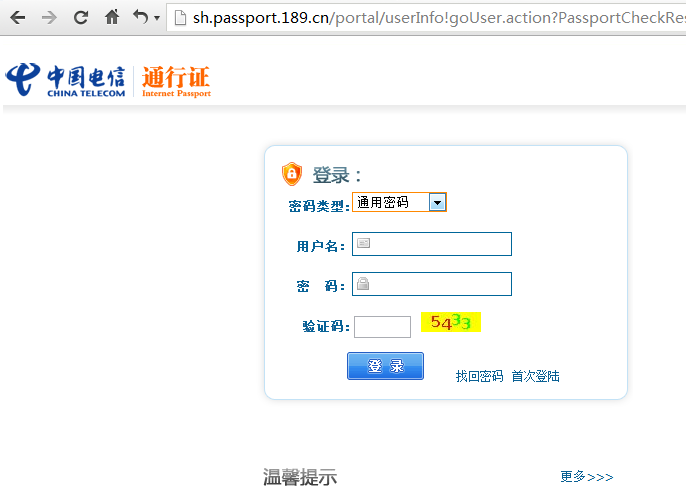 sh.passport.189.cn/portal/userInfo!goUser.action?PassportCheckRes
中国电信 通行证
CHINA TELECOM Internet Passport
登录：
密码类型: 通用密码
用户名：
密 码：
验证码: 5433
登 录
找回密码 首次登陆
温馨提示 更多>>>